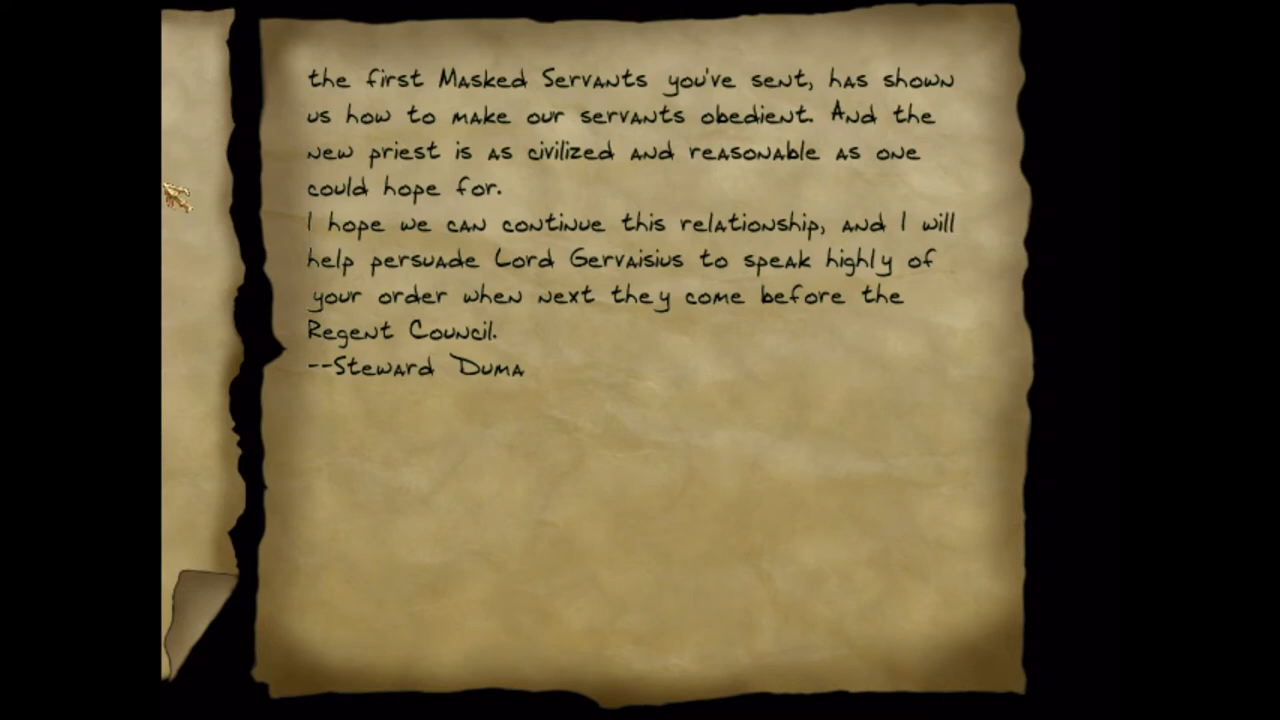 the first Masked Servants you've sent, has shown
us how to make our servants obedient. And the
new priest is as civilized and reasonable as one
could hope for.
I hope we can continue this relationship, and I will
help persuade Lord Gervaisius to speak highly of
your order when next they come before the
Regent Council.
--Steward Duma